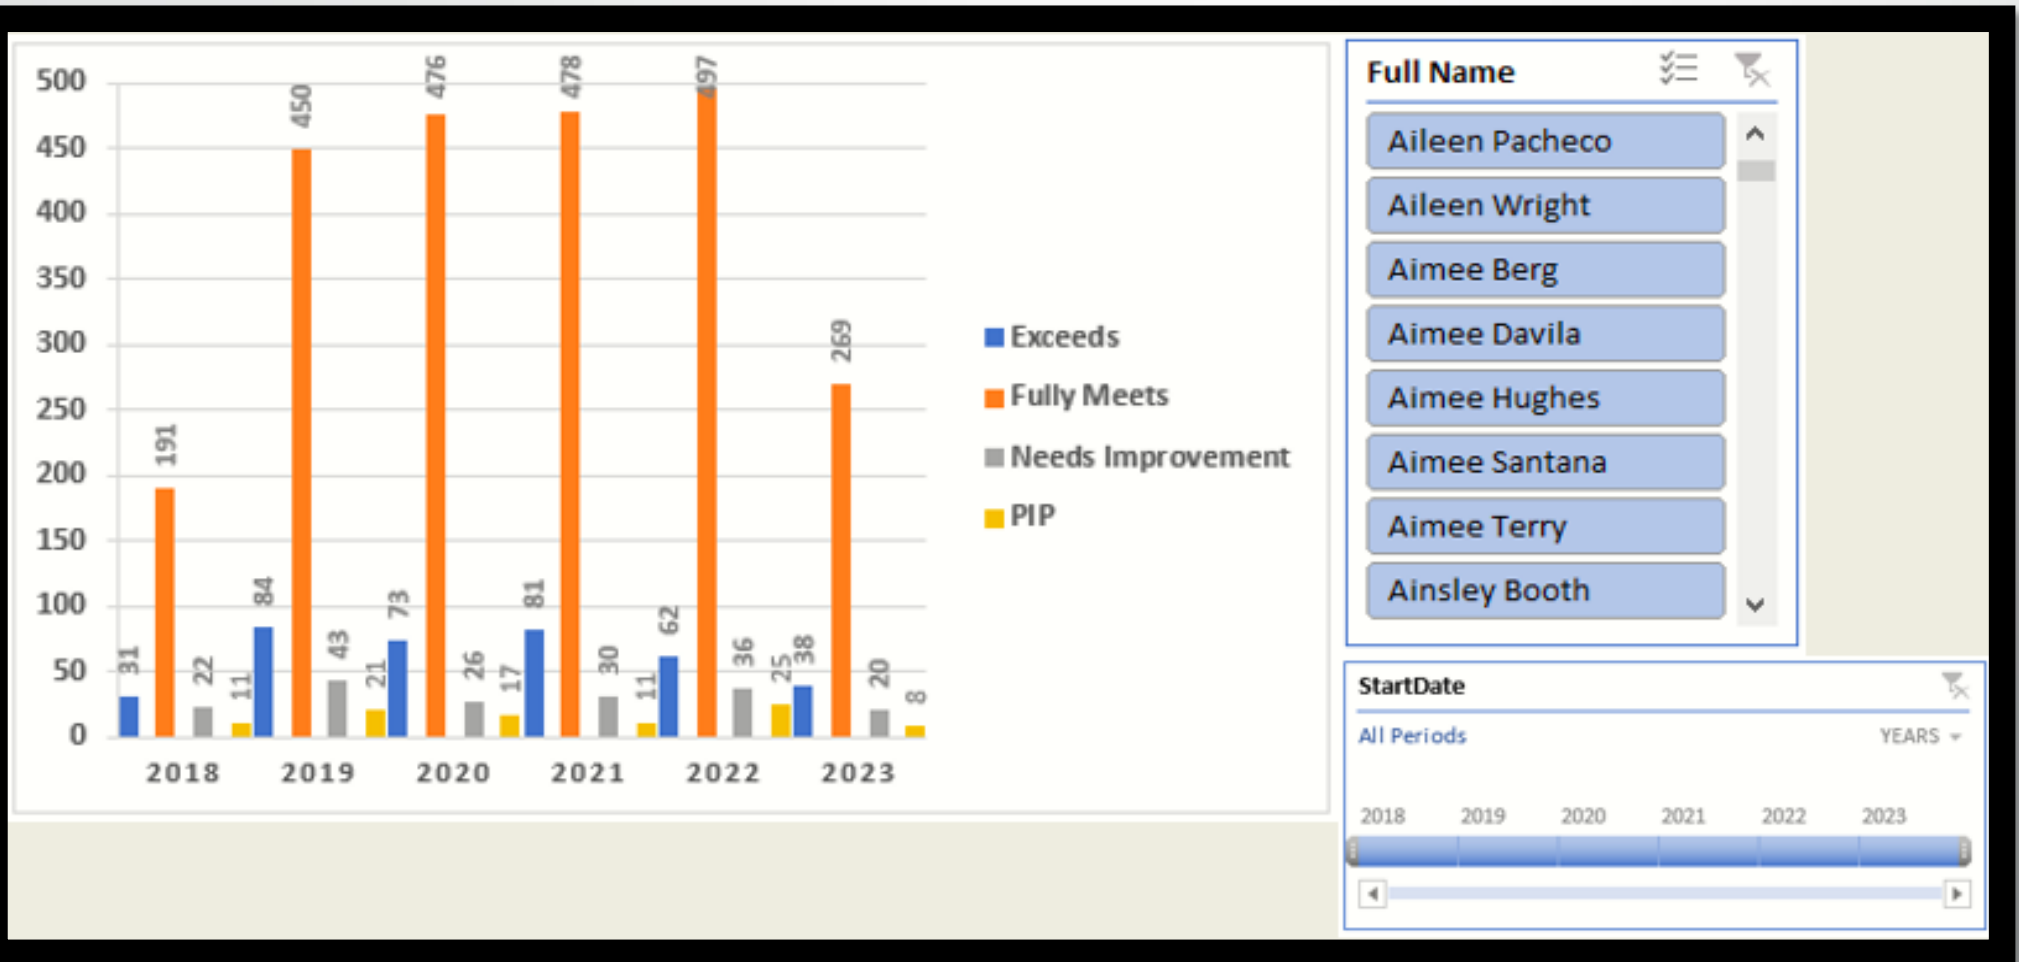 500
450
400
350
300
250
200
150
100
50
0
31
191
22
11
84
450
43
21
73
476
26
17
81
478
30
11
62
497
36
25
38
269
20
8
2018 2019 2020 2021 2022 2023
Exceeds
Fully Meets
Needs Improvement
PIP
Full Name
Aileen Pacheco
Aileen Wright
Aimee Berg
Aimee Davila
Aimee Hughes
Aimee Santana
Aimee Terry
Ainsley Booth
StartDate
All Periods YEARS
2018 2019 2020 2021 2022 2023